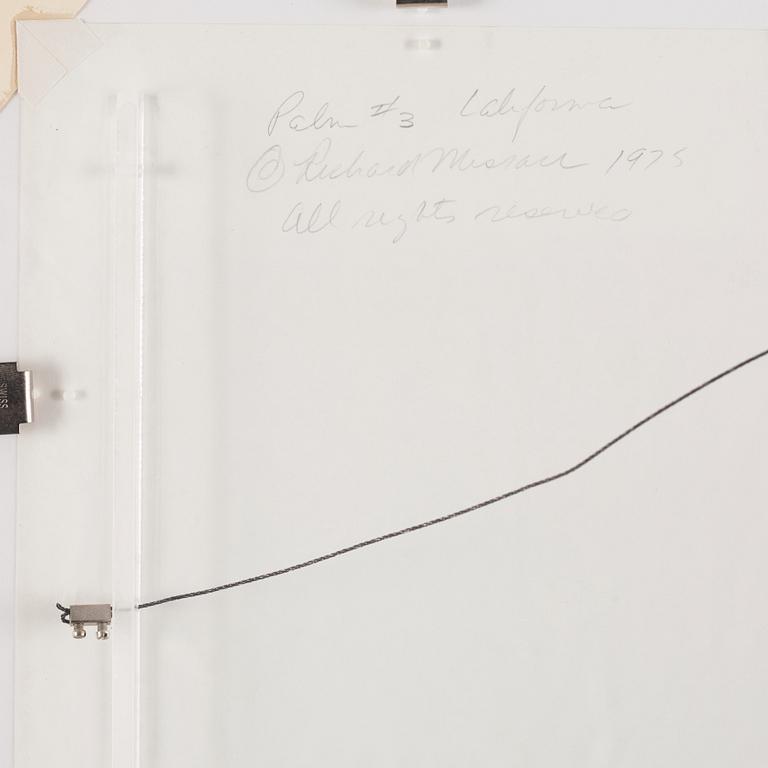 Palm #3 California
© Richard Misrach 1975
All rights reserved
SWISS